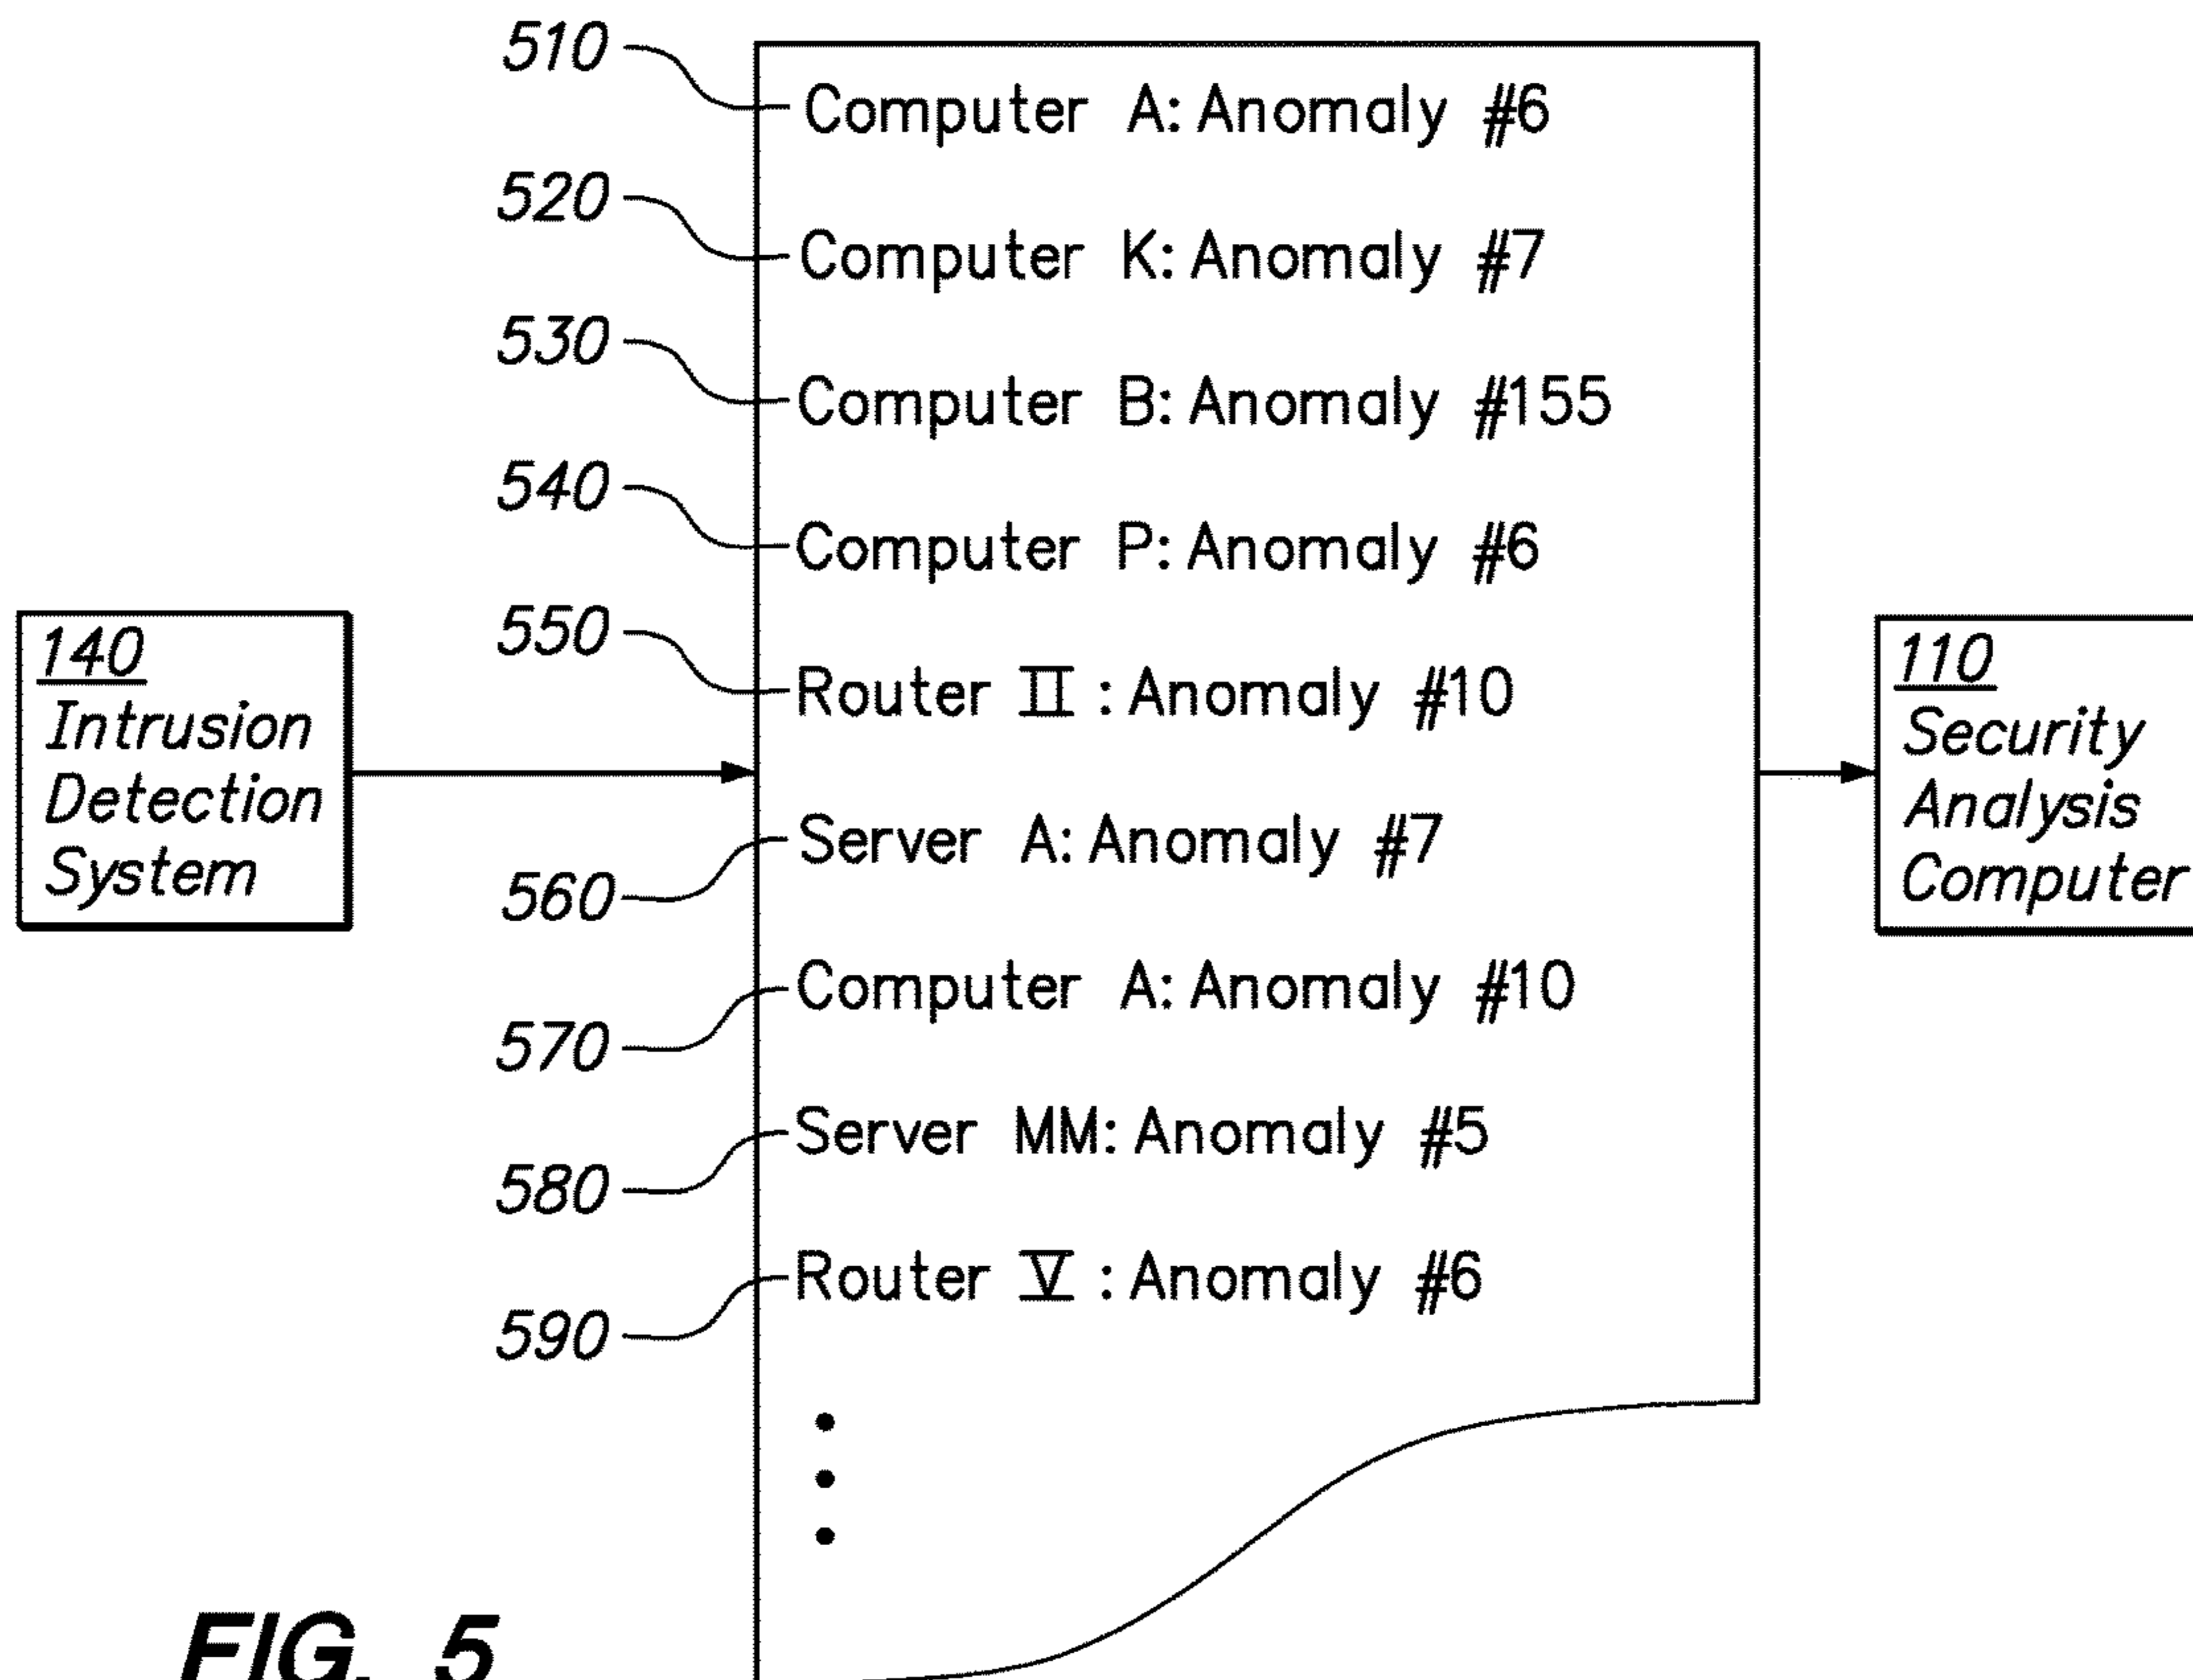 510
Computer A: Anomaly #6
520
Computer K: Anomaly #7
530
Computer B: Anomaly #155
540
Computer P: Anomaly #6
550
Router II : Anomaly #10
140
Intrusion
Detection
System
110
Security
Analysis
Computer
Server A: Anomaly #7
560
Computer A: Anomaly #10
570
Server MM: Anomaly #5
580
Router V : Anomaly #6
590
FIG. 5